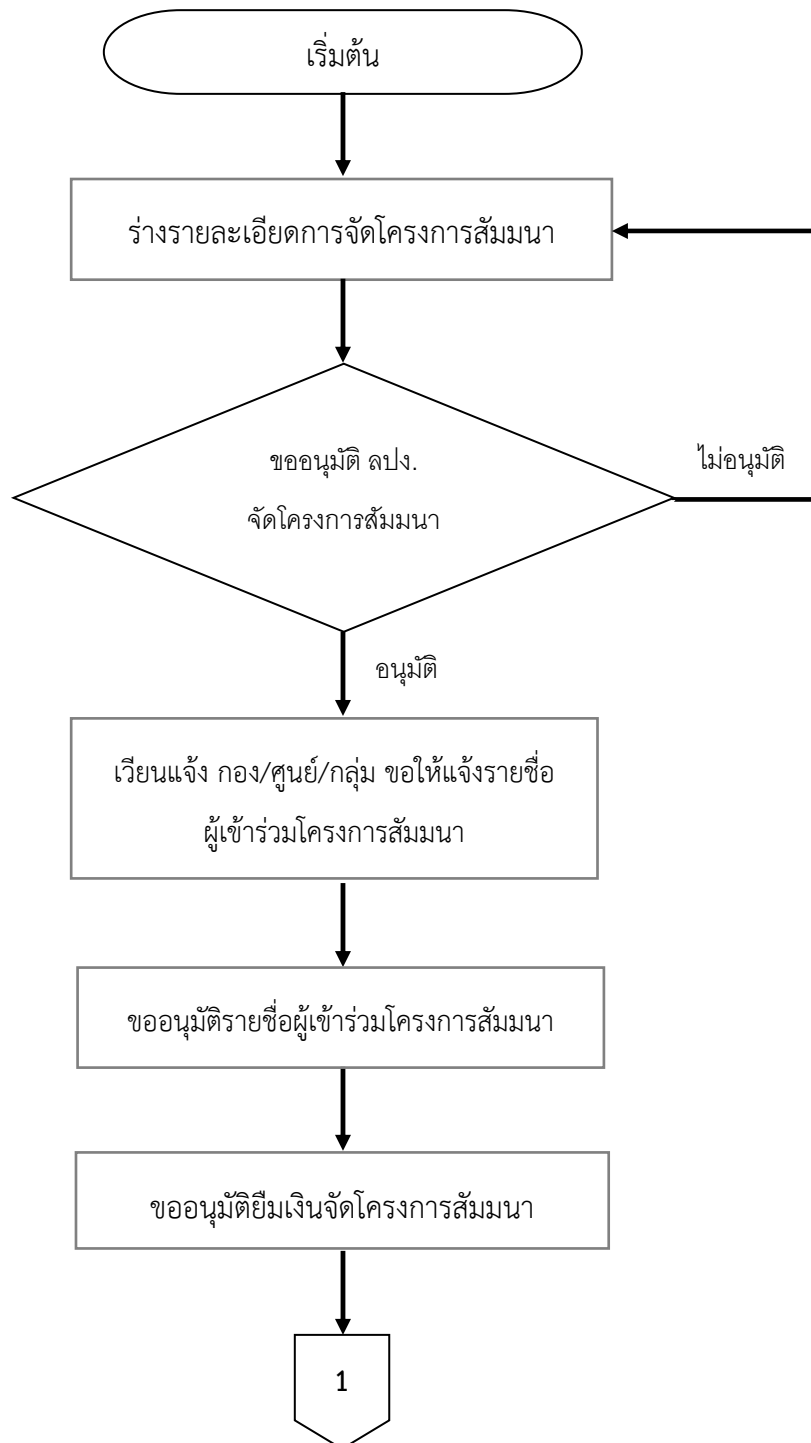 เริ่มต้น
ร่างรายละเอียดการจัดโครงการสัมมนา
ขออนุมัติ ลปง.
จัดโครงการสัมมนา
ไม่อนุมัติ
อนุมัติ
เวียนแจ้ง กอง/ศูนย์/กลุ่ม ขอให้แจ้งรายชื่อ
ผู้เข้าร่วมโครงการสัมมนา
ขออนุมัติรายชื่อผู้เข้าร่วมโครงการสัมมนา
ขออนุมัติยืมเงินจัดโครงการสัมมนา
1